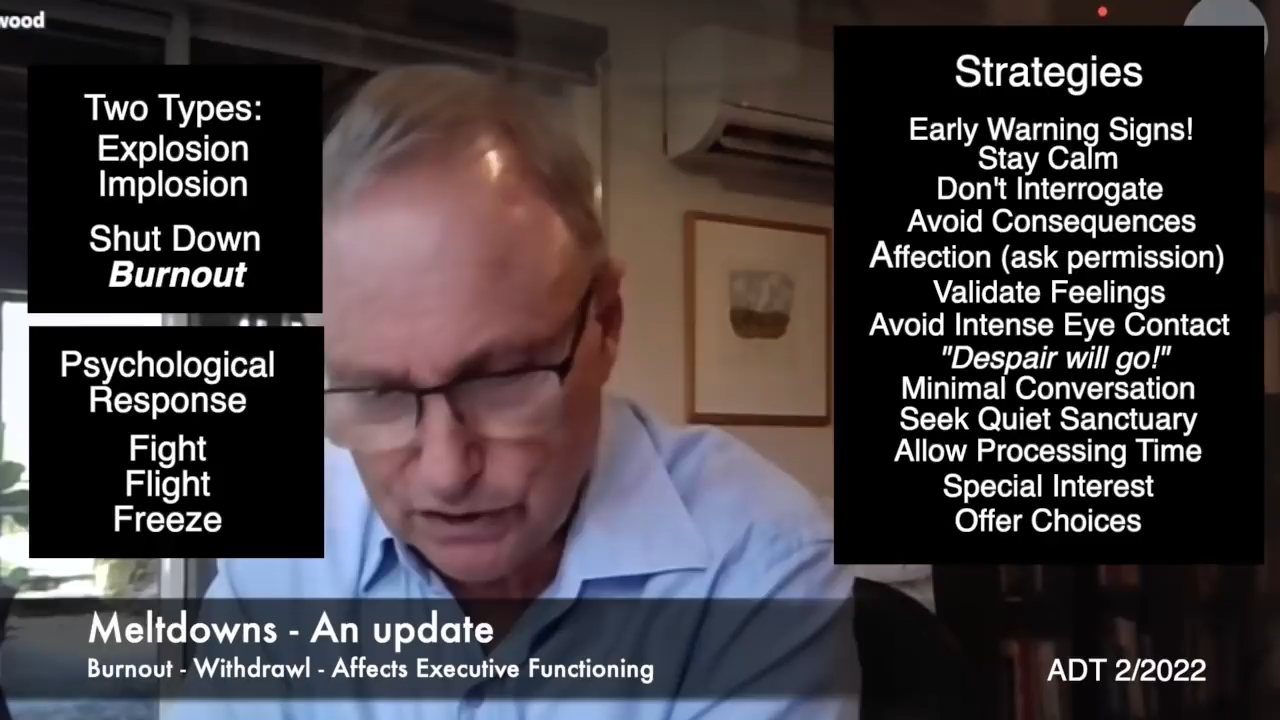 wood
Two Types:
Explosion
Implosion
Shut Down
Burnout
Psychological
Response
Fight
Flight
Freeze
Strategies
Early Warning Signs!
Stay Calm
Don't Interrogate
Avoid Consequences
Affection (ask permission)
Validate Feelings
Avoid Intense Eye Contact
"Despair will go!"
Minimal Conversation
Seek Quiet Sanctuary
Allow Processing Time
Special Interest
Offer Choices
Meltdowns - An update
Burnout - Withdrawl - Affects Executive Functioning
ADT 2/2022